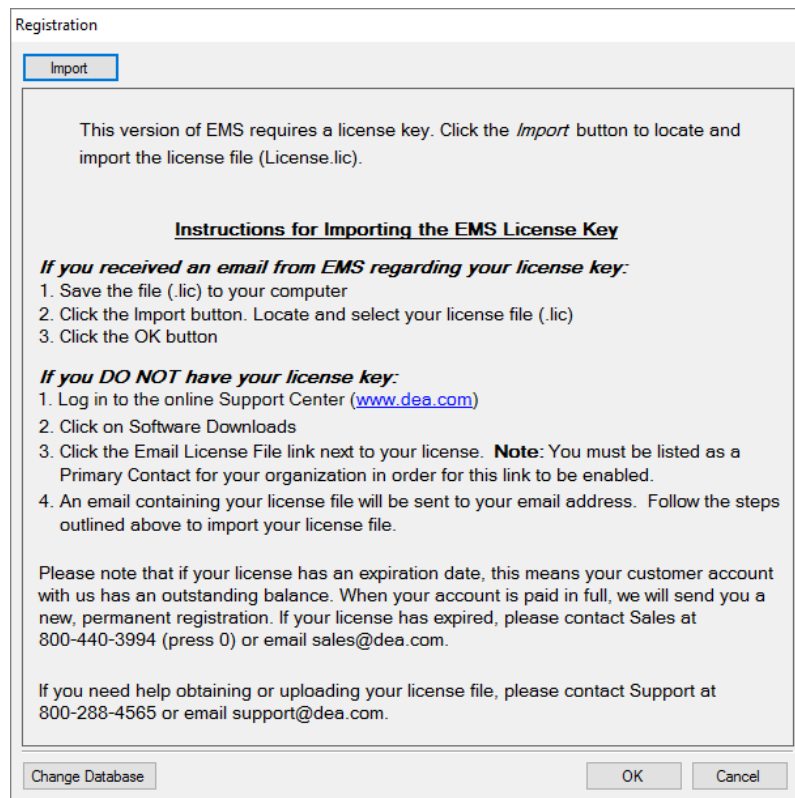 Registration
Import
This version of EMS requires a license key. Click the Import button to locate and
import the license file (License.lic).
Instructions for Importing the EMS License Key
If you received an email from EMS regarding your license key:
1. Save the file (.lic) to your computer
2. Click the Import button. Locate and select your license file (.lic)
3. Click the OK button
If you DO NOT have your license key:
1. Log in to the online Support Center (www.dea.com)
2. Click on Software Downloads
3. Click the Email License File link next to your license. Note: You must be listed as a
Primary Contact for your organization in order for this link to be enabled.
4. An email containing your license file will be sent to your email address. Follow the steps
outlined above to import your license file.
Please note that if your license has an expiration date, this means your customer account
with us has an outstanding balance. When your account is paid in full, we will send you a
new, permanent registration. If your license has expired, please contact Sales at
800-440-3994 (press 0) or email sales@dea.com.
If you need help obtaining or uploading your license file, please contact Support at
800-288-4565 or email support@dea.com.
Change Database
OK
Cancel